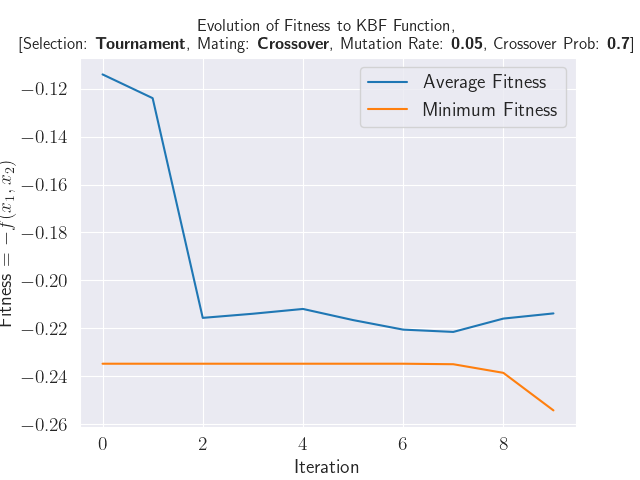 Evolution of Fitness to KBF Function,
[Selection: Tournament, Mating: Crossover, Mutation Rate: 0.05, Crossover Prob: 0.7]
Average Fitness
Minimum Fitness
Fitness = −f(x₁, x₂)
−0.12
−0.14
−0.16
−0.18
−0.20
−0.22
−0.24
−0.26
0 2 4 6 8
Iteration